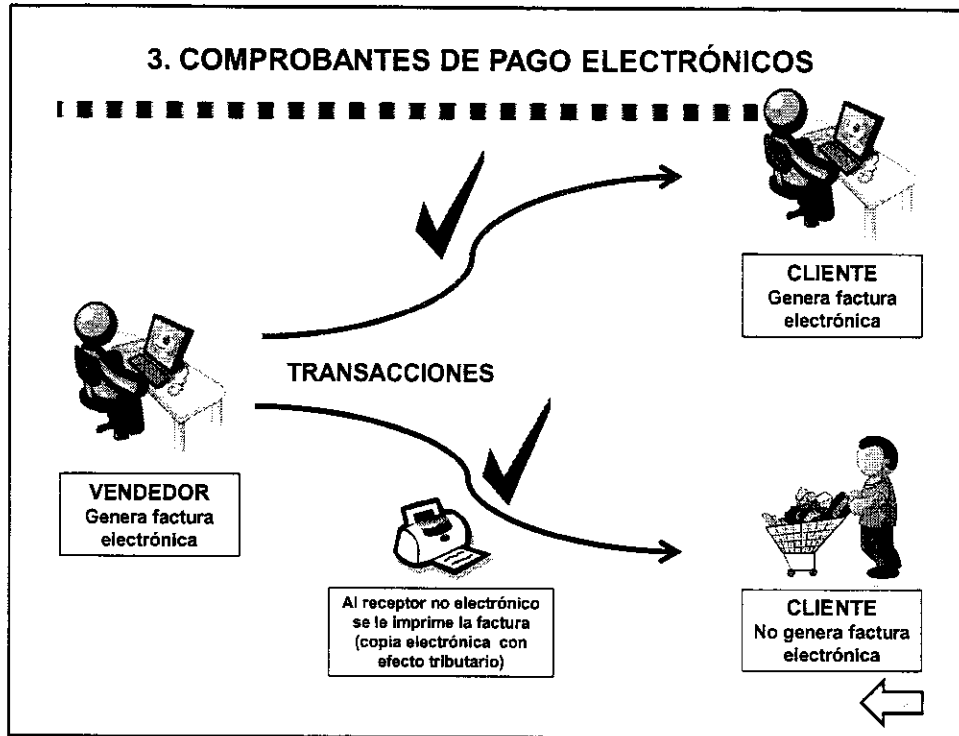 3. COMPROBANTES DE PAGO ELECTRÓNICOS
CLIENTE
Genera factura
electrónica
TRANSACCIONES
VENDEDOR
Genera factura
electrónica
Al receptor no electrónico
se le imprime la factura
(copia electrónica con
efecto tributario)
CLIENTE
No genera factura
electrónica